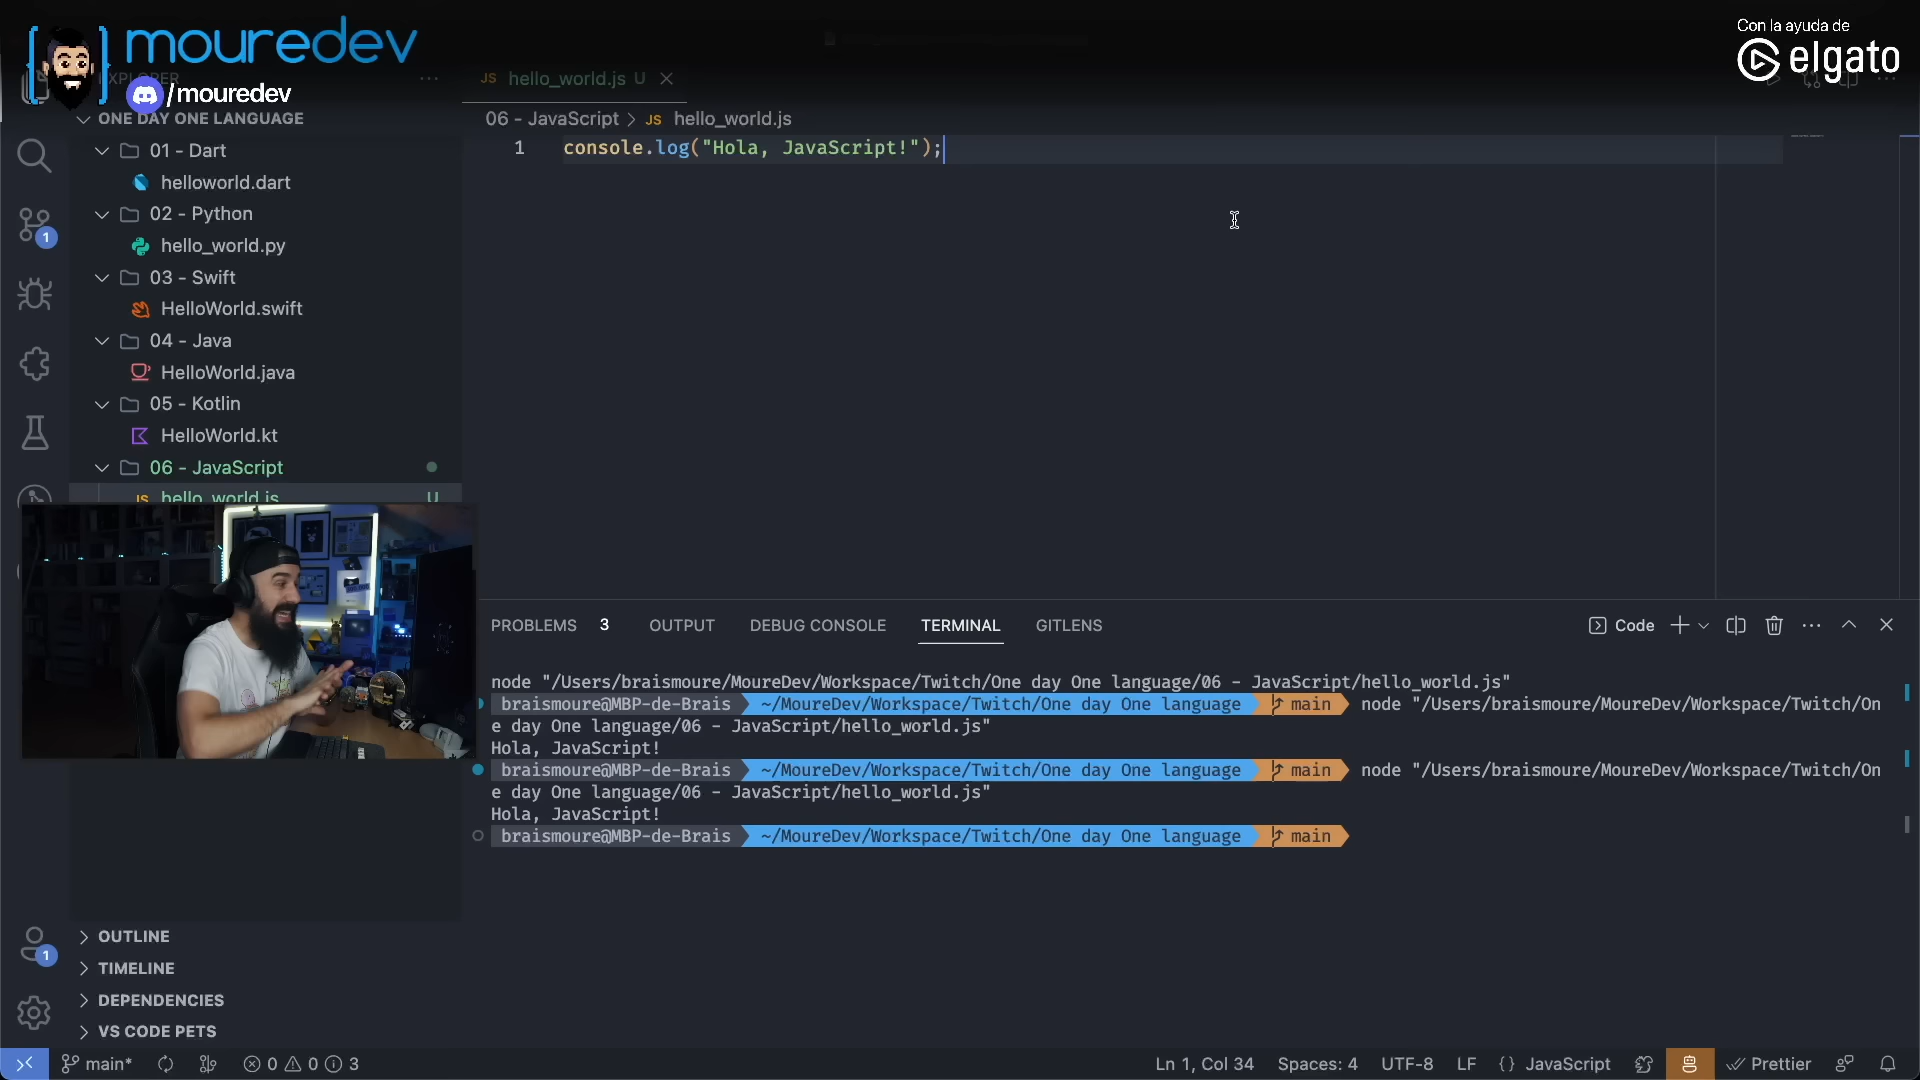 mouredev
/mouredev
Con la ayuda de
elgato
EXPLORER
JS hello_world.js U
ONE DAY ONE LANGUAGE
06 - JavaScript > JS hello_world.js
01 - Dart
helloworld.dart
02 - Python
hello_world.py
03 - Swift
HelloWorld.swift
04 - Java
HelloWorld.java
05 - Kotlin
HelloWorld.kt
06 - JavaScript
JS hello_world.js U
1 console.log("Hola, JavaScript!");
1
PROBLEMS 3 OUTPUT DEBUG CONSOLE TERMINAL GITLENS
Code
node "/Users/braismoure/MoureDev/Workspace/Twitch/One day One language/06 - JavaScript/hello_world.js"
braismoure@MBP-de-Brais ~/MoureDev/Workspace/Twitch/One day One language main node "/Users/braismoure/MoureDev/Workspace/Twitch/On
e day One language/06 - JavaScript/hello_world.js"
Hola, JavaScript!
braismoure@MBP-de-Brais ~/MoureDev/Workspace/Twitch/One day One language main node "/Users/braismoure/MoureDev/Workspace/Twitch/On
e day One language/06 - JavaScript/hello_world.js"
Hola, JavaScript!
braismoure@MBP-de-Brais ~/MoureDev/Workspace/Twitch/One day One language main
1
OUTLINE
TIMELINE
DEPENDENCIES
VS CODE PETS
main* 0 0 3
Ln 1, Col 34 Spaces: 4 UTF-8 LF {} JavaScript Prettier